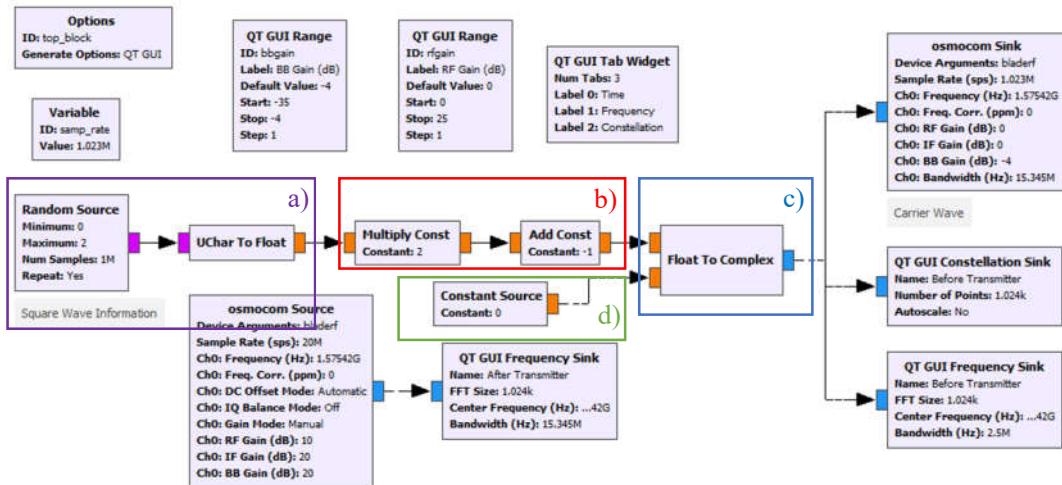 Options
ID: top_block
Generate Options: QT GUI
Variable
ID: samp_rate
Value: 1.023M
QT GUI Range
ID: bbgain
Label: BB Gain (dB)
Default Value: -4
Start: -35
Stop: -4
Step: 1
QT GUI Range
ID: rfgain
Label: RF Gain (dB)
Default Value: 0
Start: 0
Stop: 25
Step: 1
QT GUI Tab Widget
Num Tabs: 3
Label 0: Time
Label 1: Frequency
Label 2: Constellation
osmocom Sink
Device Arguments: bladerf
Sample Rate (sps): 1.023M
Ch0: Frequency (Hz): 1.57542G
Ch0: Freq. Corr. (ppm): 0
Ch0: RF Gain (dB): 0
Ch0: IF Gain (dB): 0
Ch0: BB Gain (dB): -4
Ch0: Bandwidth (Hz): 15.345M
Carrier Wave
a)
Random Source
Minimum: 0
Maximum: 2
Num Samples: 1M
Repeat: Yes
UChar To Float
Square Wave Information
b)
Multiply Const
Constant: 2
Add Const
Constant: -1
c)
Float To Complex
d)
Constant Source
Constant: 0
osmocom Source
Device Arguments: bladerf
Sample Rate (sps): 20M
Ch0: Frequency (Hz): 1.57542G
Ch0: Freq. Corr. (ppm): 0
Ch0: DC Offset Mode: Automatic
Ch0: IQ Balance Mode: Off
Ch0: Gain Mode: Manual
Ch0: RF Gain (dB): 10
Ch0: IF Gain (dB): 20
Ch0: BB Gain (dB): 20
QT GUI Frequency Sink
Name: After Transmitter
FFT Size: 1.024k
Center Frequency (Hz): ...42G
Bandwidth (Hz): 15.345M
QT GUI Constellation Sink
Name: Before Transmitter
Number of Points: 1.024k
Autoscale: No
QT GUI Frequency Sink
Name: Before Transmitter
FFT Size: 1.024k
Center Frequency (Hz): ...42G
Bandwidth (Hz): 2.5M